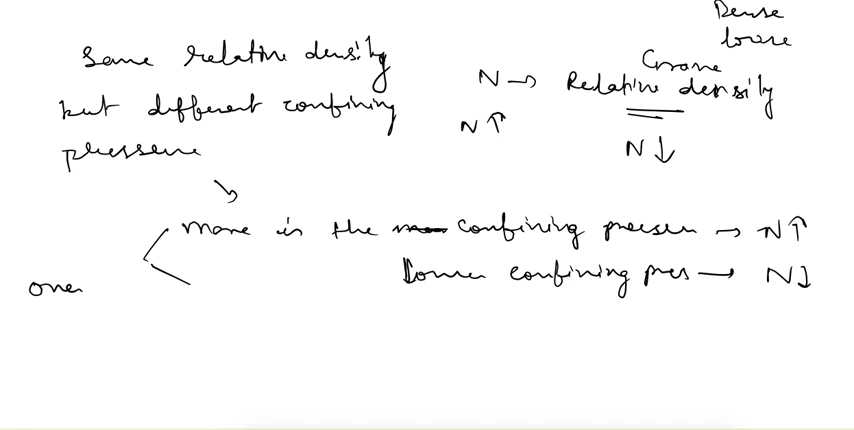 Dense
loose
Same relative density
Coarse
N → Relative density
but different confining
N ↑
pressure
N ↓
more is the confining pressure → N ↑
Lower confining pres → N ↓
over